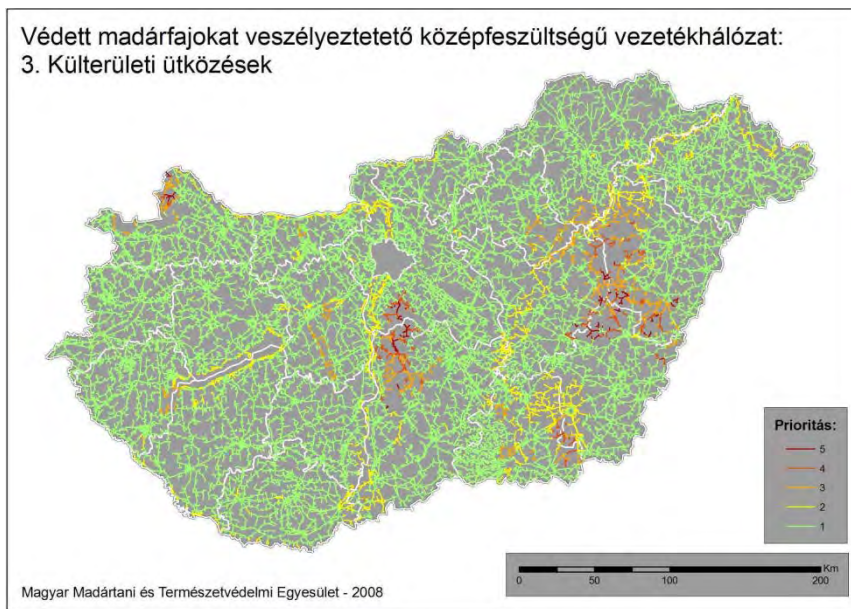 Védett madárfajokat veszélyeztetető középfeszültségű vezetékhálózat:
3. Külterületi ütközések
Prioritás:
5
4
3
2
1
Km
0 50 100 200
Magyar Madártani és Természetvédelmi Egyesület - 2008